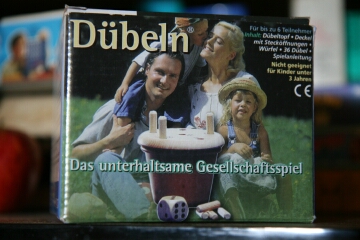 Dübeln®
Für bis zu 6 Teilnehmer
Inhalt: Dübeltopf • Deckel
mit Stecköffnungen •
Würfel • 36 Dübel •
Spielanleitung
Nicht geeignet
für Kinder unter
3 Jahren
CE
Das unterhaltsame Gesellschaftsspiel